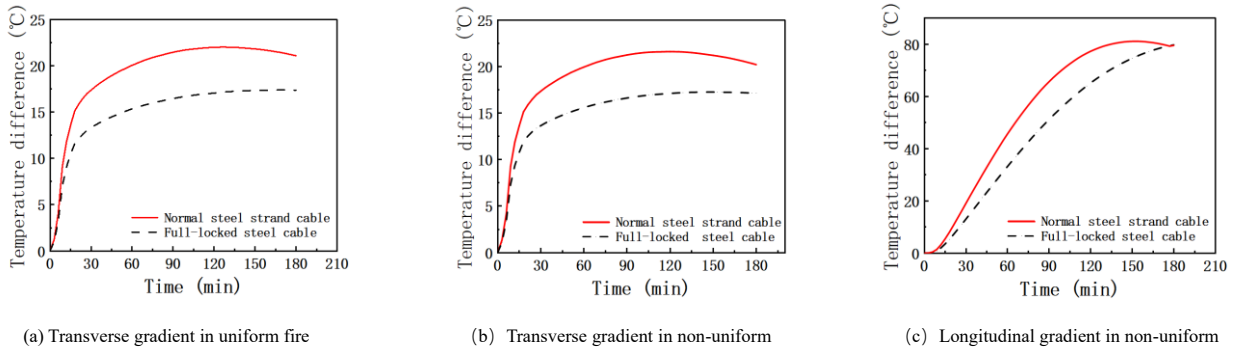 Temperature difference (℃)
25
20
15
10
5
0
Normal steel strand cable
Full-locked steel cable
0 30 60 90 120 150 180 210
Time (min)
(a) Transverse gradient in uniform fire
Temperature difference (℃)
25
20
15
10
5
0
Normal steel strand cable
Full-locked steel cable
0 30 60 90 120 150 180 210
Time (min)
(b) Transverse gradient in non-uniform
Temperature difference (℃)
80
60
40
20
0
Normal steel strand cable
Full-locked steel cable
0 30 60 90 120 150 180 210
Time (min)
(c) Longitudinal gradient in non-uniform